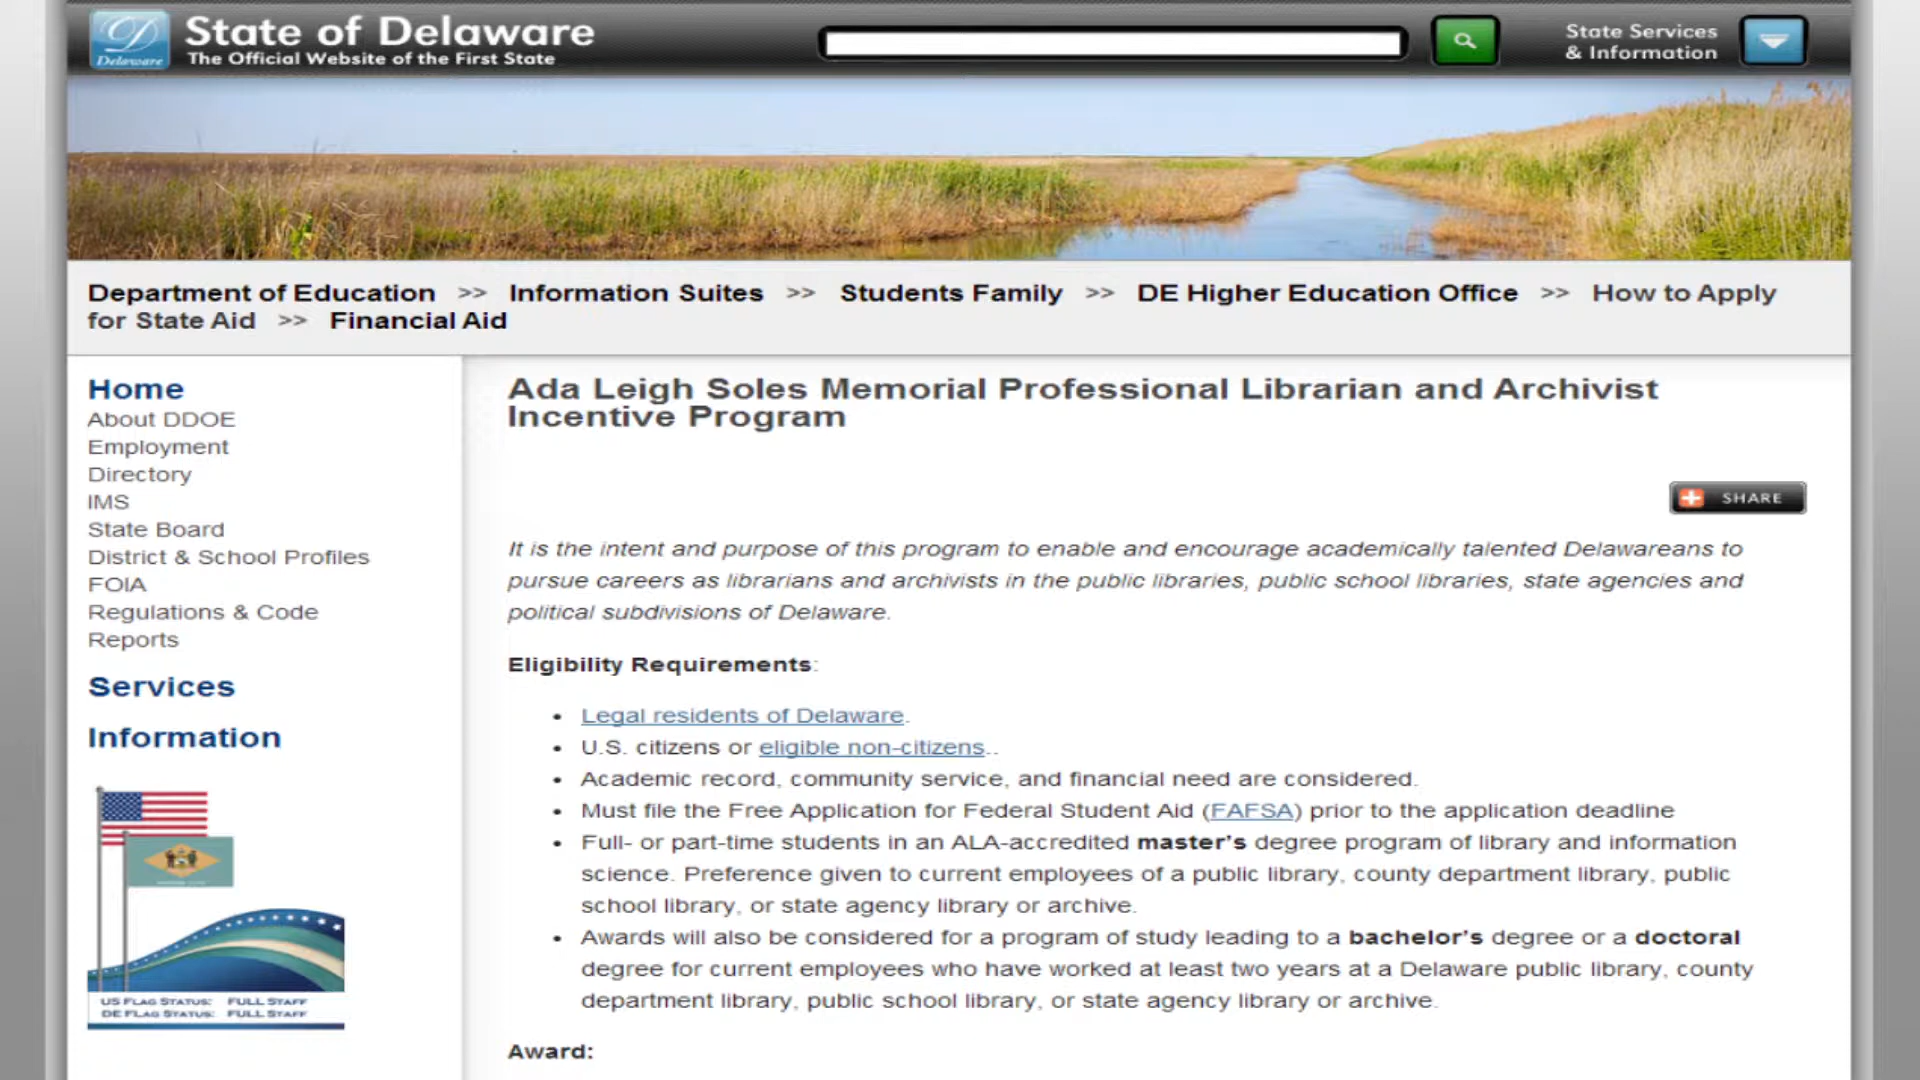 Delaware
State of Delaware
The Official Website of the First State
State Services
& Information
Department of Education >> Information Suites >> Students Family >> DE Higher Education Office >> How to Apply
for State Aid >> Financial Aid
Home
About DDOE
Employment
Directory
IMS
State Board
District & School Profiles
FOIA
Regulations & Code
Reports
Services
Information
US FLAG STATUS: FULL STAFF
DE FLAG STATUS: FULL STAFF
Ada Leigh Soles Memorial Professional Librarian and Archivist
Incentive Program
SHARE
It is the intent and purpose of this program to enable and encourage academically talented Delawareans to
pursue careers as librarians and archivists in the public libraries, public school libraries, state agencies and
political subdivisions of Delaware.
Eligibility Requirements:
• Legal residents of Delaware.
• U.S. citizens or eligible non-citizens..
• Academic record, community service, and financial need are considered.
• Must file the Free Application for Federal Student Aid (FAFSA) prior to the application deadline
• Full- or part-time students in an ALA-accredited master's degree program of library and information
science. Preference given to current employees of a public library, county department library, public
school library, or state agency library or archive.
• Awards will also be considered for a program of study leading to a bachelor's degree or a doctoral
degree for current employees who have worked at least two years at a Delaware public library, county
department library, public school library, or state agency library or archive.
Award: